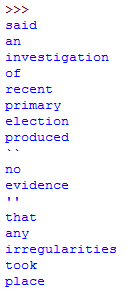 >>>
said
an
investigation
of
recent
primary
election
produced
``
no
evidence
''
that
any
irregularities
took
place